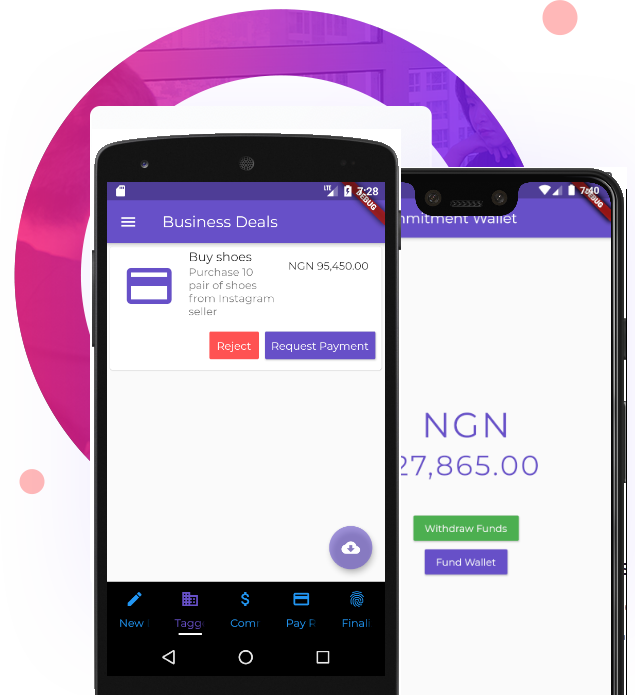 LTE 7:28
DEBUG
Business Deals
Buy shoes
NGN 95,450.00
Purchase 10
pair of shoes
from Instagram
seller
Reject
Request Payment
New
Tagg
Com
Pay R
Finali
7:40
DEBUG
mmitment Wallet
NGN
27,865.00
Withdraw Funds
Fund Wallet